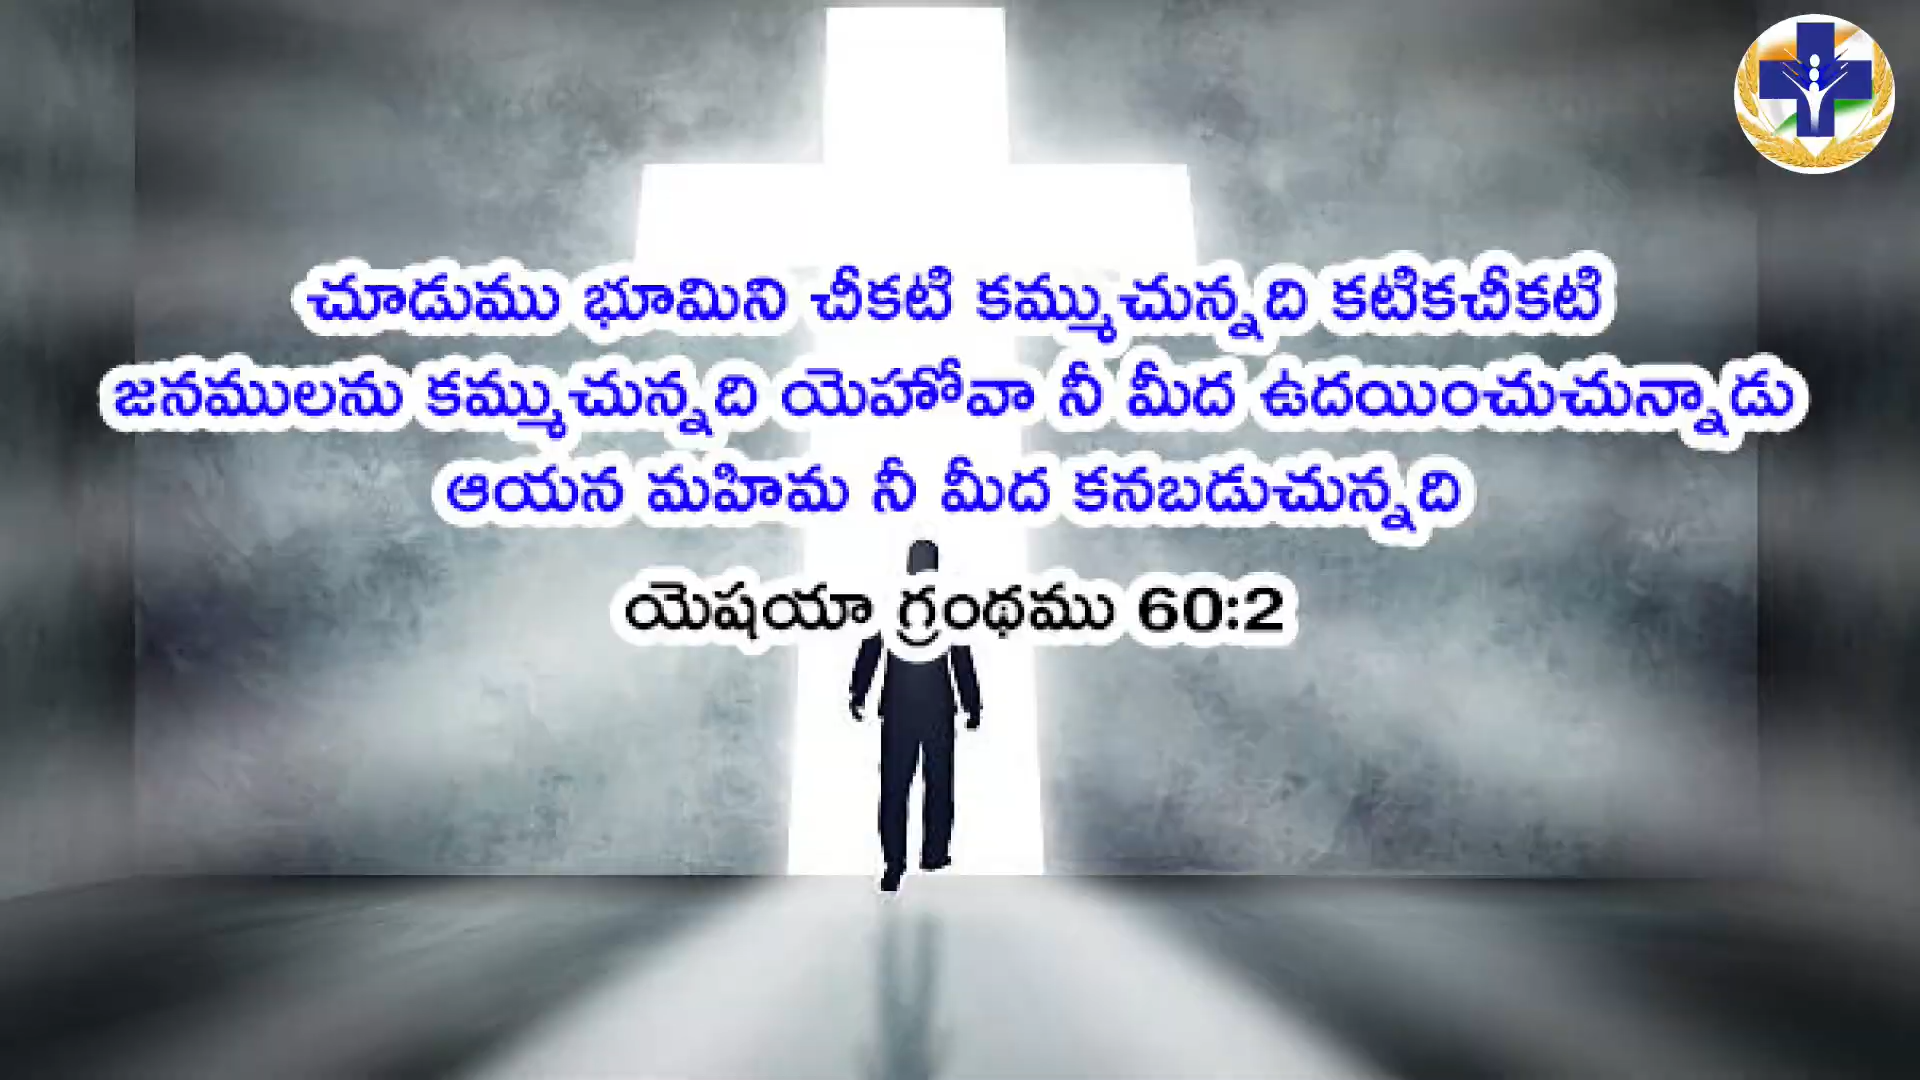 చూడుము భూమిని చీకటి కమ్ముచున్నది కటికచీకటి
జనములను కమ్ముచున్నది యెహోవా నీ మీద ఉదయించుచున్నాడు
ఆయన మహిమ నీ మీద కనబడుచున్నది
యెషయా గ్రంథము 60:2